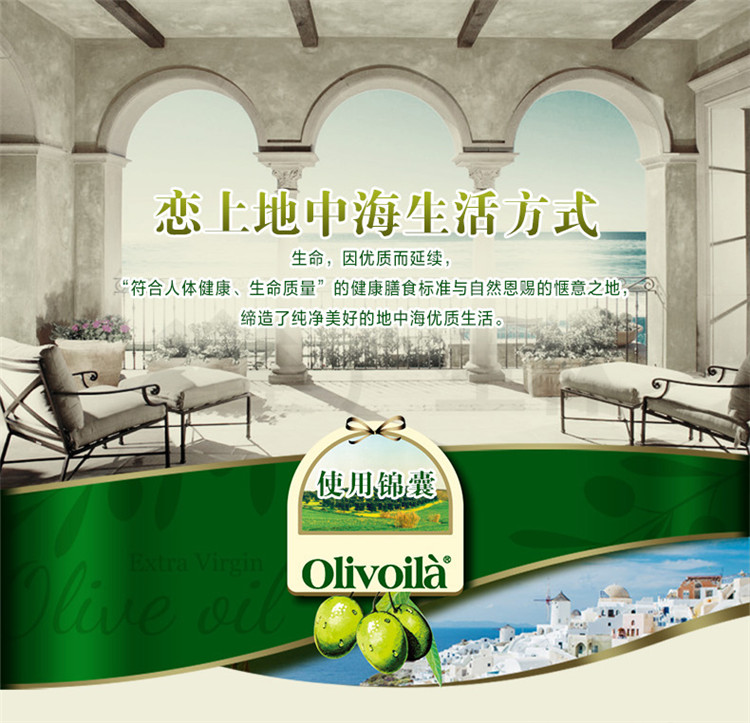 恋上地中海生活方式
生命，因优质而延续，
“符合人体健康、生命质量”的健康膳食标准与自然恩赐的惬意之地，
缔造了纯净美好的地中海优质生活。
使用锦囊
Olivoilà®
Extra Virgin
Olive oil